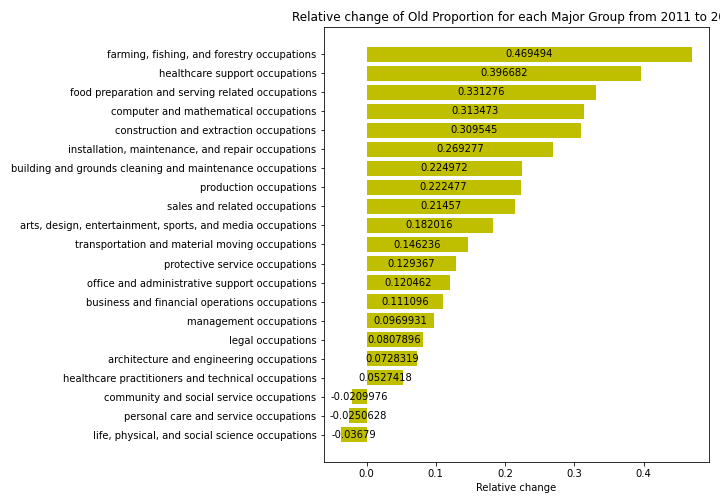 Relative change of Old Proportion for each Major Group from 2011 to 20
farming, fishing, and forestry occupations 0.469494
healthcare support occupations 0.396682
food preparation and serving related occupations 0.331276
computer and mathematical occupations 0.313473
construction and extraction occupations 0.309545
installation, maintenance, and repair occupations 0.269277
building and grounds cleaning and maintenance occupations 0.224972
production occupations 0.222477
sales and related occupations 0.21457
arts, design, entertainment, sports, and media occupations 0.182016
transportation and material moving occupations 0.146236
protective service occupations 0.129367
office and administrative support occupations 0.120462
business and financial operations occupations 0.111096
management occupations 0.0969931
legal occupations 0.0807896
architecture and engineering occupations 0.0728319
healthcare practitioners and technical occupations 0.0527418
community and social service occupations -0.0209976
personal care and service occupations -0.0250628
life, physical, and social science occupations -0.03679
0.0 0.1 0.2 0.3 0.4
Relative change